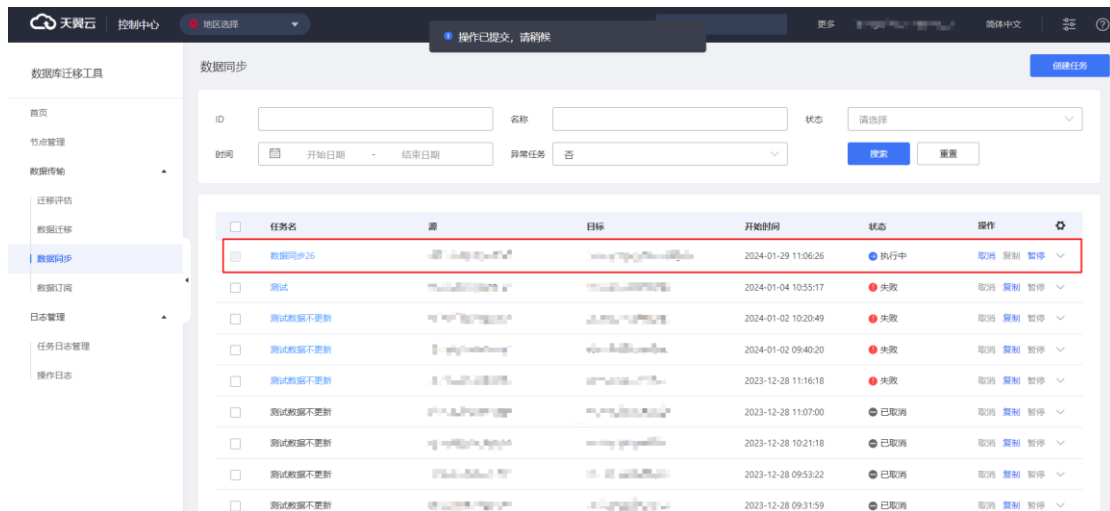 天翼云 控制中心 地区选择 更多 简体中文
操作已提交，请稍候
数据库迁移工具
首页
节点管理
数据传输
迁移评估
数据迁移
数据同步
数据订阅
日志管理
任务日志管理
操作日志
数据同步 创建任务
ID 名称 状态 请选择
时间 开始日期 - 结束日期 异常任务 否 搜索 重置
任务名 源 目标 开始时间 状态 操作
数据同步26 2024-01-29 11:06:26 执行中 取消 复制 暂停
测试 2024-01-04 10:55:17 失败 取消 复制 暂停
测试数据不更新 2024-01-02 10:20:49 失败 取消 复制 暂停
测试数据不更新 2024-01-02 09:40:20 失败 取消 复制 暂停
测试数据不更新 2023-12-28 11:16:18 失败 取消 复制 暂停
测试数据不更新 2023-12-28 11:07:00 已取消 取消 复制 暂停
测试数据不更新 2023-12-28 10:21:18 已取消 取消 复制 暂停
测试数据不更新 2023-12-28 09:53:22 已取消 取消 复制 暂停
测试数据不更新 2023-12-28 09:31:59 已取消 取消 复制 暂停